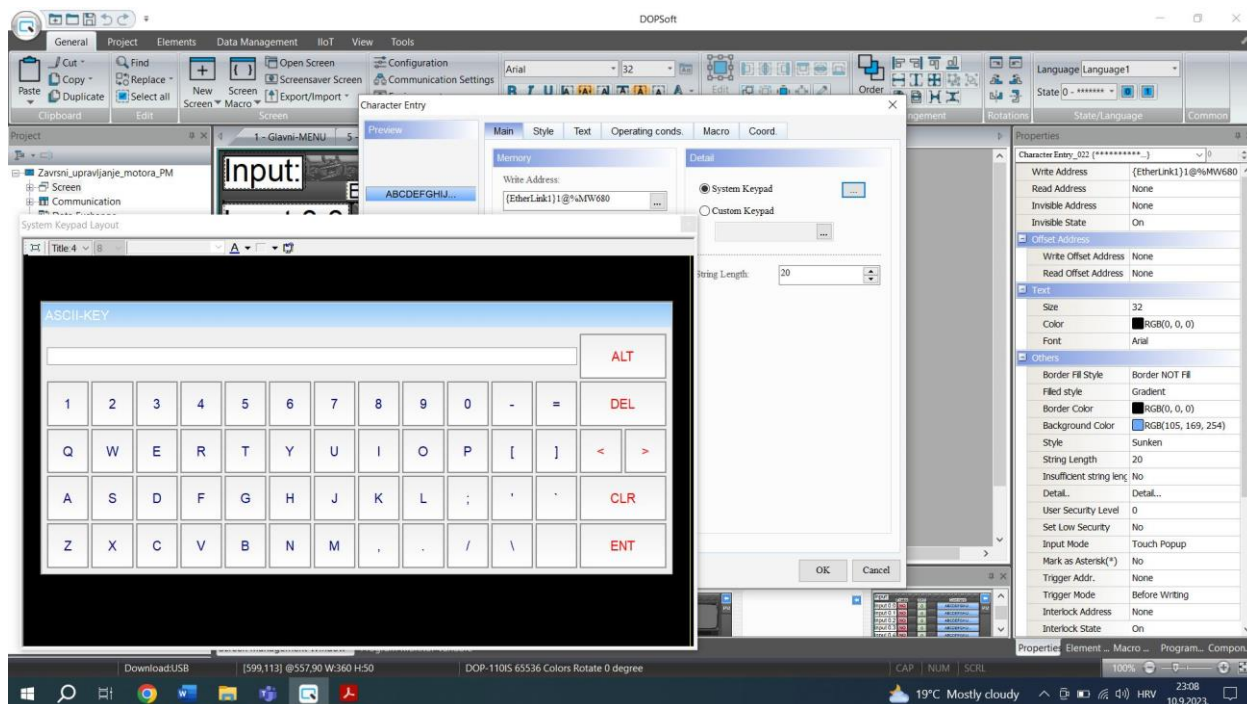 DOPSoft
General Project Elements Data Management IIoT View Tools
Paste
Cut
Copy
Duplicate
Clipboard
Find
Replace
Select all
Edit
New Screen
Screen Macro
Open Screen
Screensaver Screen
Export/Import
Screen
Configuration
Communication Settings
Arial 32
B I U
Edit
Order
Rotations
Language Language1
State 0 - *******
State/Language
Common
Project
Zavrsni_upravljanje_motora_PM
Screen
Communication
1 - Glavni-MENU 5 -
Input:
Character Entry
Preview
ABCDEFGHIJ...
Main Style Text Operating conds. Macro Coord.
Memory
Write Address:
{EtherLink1}1@%MW680 ...
Detail
System Keypad ...
Custom Keypad
...
String Length: 20
OK Cancel
System Keypad Layout
Title:4 8 A
ASCII-KEY
ALT
1 2 3 4 5 6 7 8 9 0 - = DEL
Q W E R T Y U I O P [ ] < >
A S D F G H J K L ; ' ` CLR
Z X C V B N M , . / \ ENT
Properties
Character Entry_022 {**********...}
Write Address {EtherLink1}1@%MW680
Read Address None
Invisible Address None
Invisible State On
Offset Address
Write Offset Address None
Read Offset Address None
Text
Size 32
Color RGB(0, 0, 0)
Font Arial
Others
Border Fill Style Border NOT Fill
Filled style Gradient
Border Color RGB(0, 0, 0)
Background Color RGB(105, 169, 254)
Style Sunken
String Length 20
Insufficient string leng No
Detail... Detail...
User Security Level 0
Set Low Security No
Input Mode Touch Popup
Mark as Asterisk(*) No
Trigger Addr. None
Trigger Mode Before Writing
Interlock Address None
Interlock State On
Properties Element ... Macro ... Program... Compon.
Download:USB [599,113] @557,90 W:360 H:50 DOP-110IS 65536 Colors Rotate 0 degree CAP NUM SCRL 100%
19°C Mostly cloudy HRV 23:08
10.9.2023.